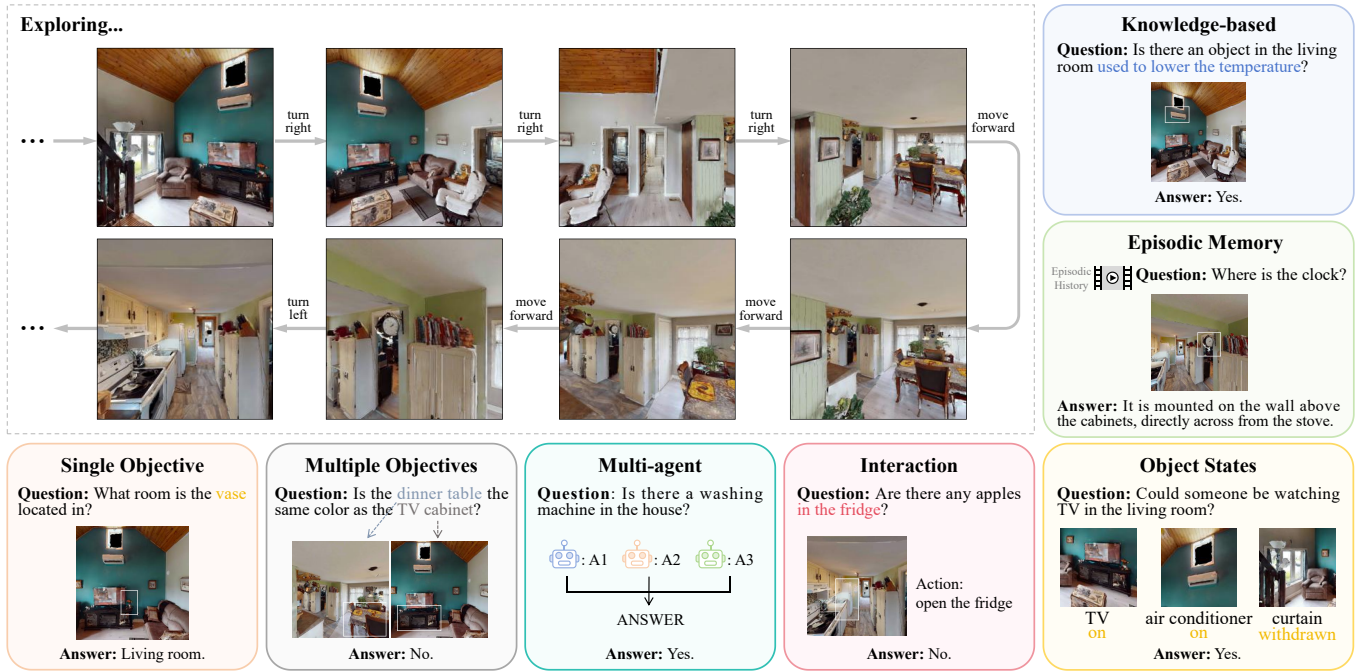 Exploring...
•••
turn
right
turn
right
turn
right
move
forward
•••
turn
left
move
forward
move
forward
Knowledge-based
Question: Is there an object in the living
room used to lower the temperature?
Answer: Yes.
Episodic Memory
Episodic
History
Question: Where is the clock?
Answer: It is mounted on the wall above
the cabinets, directly across from the stove.
Single Objective
Question: What room is the vase
located in?
Answer: Living room.
Multiple Objectives
Question: Is the dinner table the
same color as the TV cabinet?
Answer: No.
Multi-agent
Question: Is there a washing
machine in the house?
: A1
: A2
: A3
ANSWER
Answer: Yes.
Interaction
Question: Are there any apples
in the fridge?
Action:
open the fridge
Answer: No.
Object States
Question: Could someone be watching
TV in the living room?
TV
on
air conditioner
on
curtain
withdrawn
Answer: Yes.